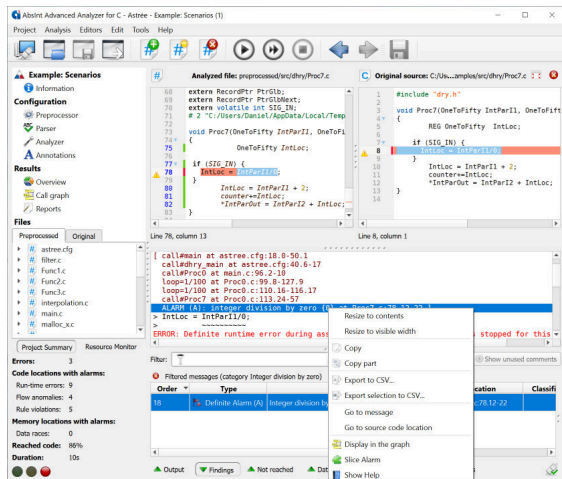 AbsInt Advanced Analyzer for C - Astrée - Example: Scenarios (1)
Project Analysis Editors Edit Tools Help
Example: Scenarios
Information
Configuration
Preprocessor
Parser
Analyzer
Annotations
Results
Overview
Call graph
Reports
Files
Preprocessed Original
astree.cfg
filter.c
Func1.c
Func2.c
Func3.c
interpolation.c
main.c
malloc_x.c
Project Summary Resource Monitor
Errors: 3
Code locations with alarms:
Run-time errors: 9
Flow anomalies: 4
Rule violations: 5
Memory locations with alarms:
Data races: 0
Reached code: 86%
Duration: 10s
Analyzed file: preprocessed/src/dhry/Proc7.c
68 extern RecordPtr PtrGlb;
69 extern RecordPtr PtrGlbNext;
70 extern volatile int SIG_IN;
71 # 2 "C:/Users/AppData/Local/Temp
72
73 void Proc7(OneToFifty IntParI1, OneToFi
74 {
75 OneToFifty IntLoc;
76
77 if (SIG_IN) {
78 IntLoc = IntParI1/0;
79 }
80 IntLoc = IntParI1 + 2;
81 counter+=IntLoc;
82 *IntParOut = IntParI2 + IntLoc;
83 }
Line 78, column 13
Original source: C:/Us...amples/src/dhry/Proc7.c
1 #include "dry.h"
2
3 void Proc7(OneToFifty IntParI1, OneToFift
4 {
5 REG OneToFifty IntLoc;
6
7 if (SIG_IN) {
8 IntLoc = IntParI1/0;
9 }
10 IntLoc = IntParI1 + 2;
11 counter+=IntLoc;
12 *IntParOut = IntParI2 + IntLoc;
13 }
14
Line 8, column 1
[ call#main at astree.cfg:18.0-50.1
call#dhry_main at astree.cfg:40.6-17
call#Proc0 at main.c:96.2-10
loop=1/100 at Proc0.c:99.8-127.9
loop=1/100 at Proc0.c:110.16-116.17
call#Proc7 at Proc0.c:113.24-57
ALARM (A): integer division by zero {0} at Proc7.c:78.12-22 ]
> IntLoc = IntParI1/0;
> ~~~~~~~~~~
ERROR: Definite runtime error during ass stopped for this
Filter: Show unused comments
Filtered messages (category Integer division by zero)
Order Type cation Classifi
18 Definite Alarm (A) Integer division by c:78.12-22
Output Findings Not reached Dat
Resize to contents
Resize to visible width
Copy
Copy part
Export to CSV...
Export selection to CSV...
Go to message
Go to source code location
Display in the graph
Slice Alarm
Show Help